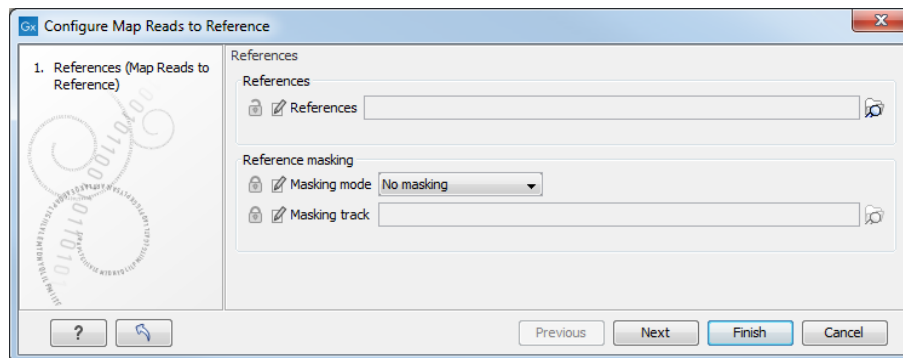 Gx Configure Map Reads to Reference
1. References (Map Reads to
Reference)
References
References
References
Reference masking
Masking mode No masking
Masking track
? Previous Next Finish Cancel